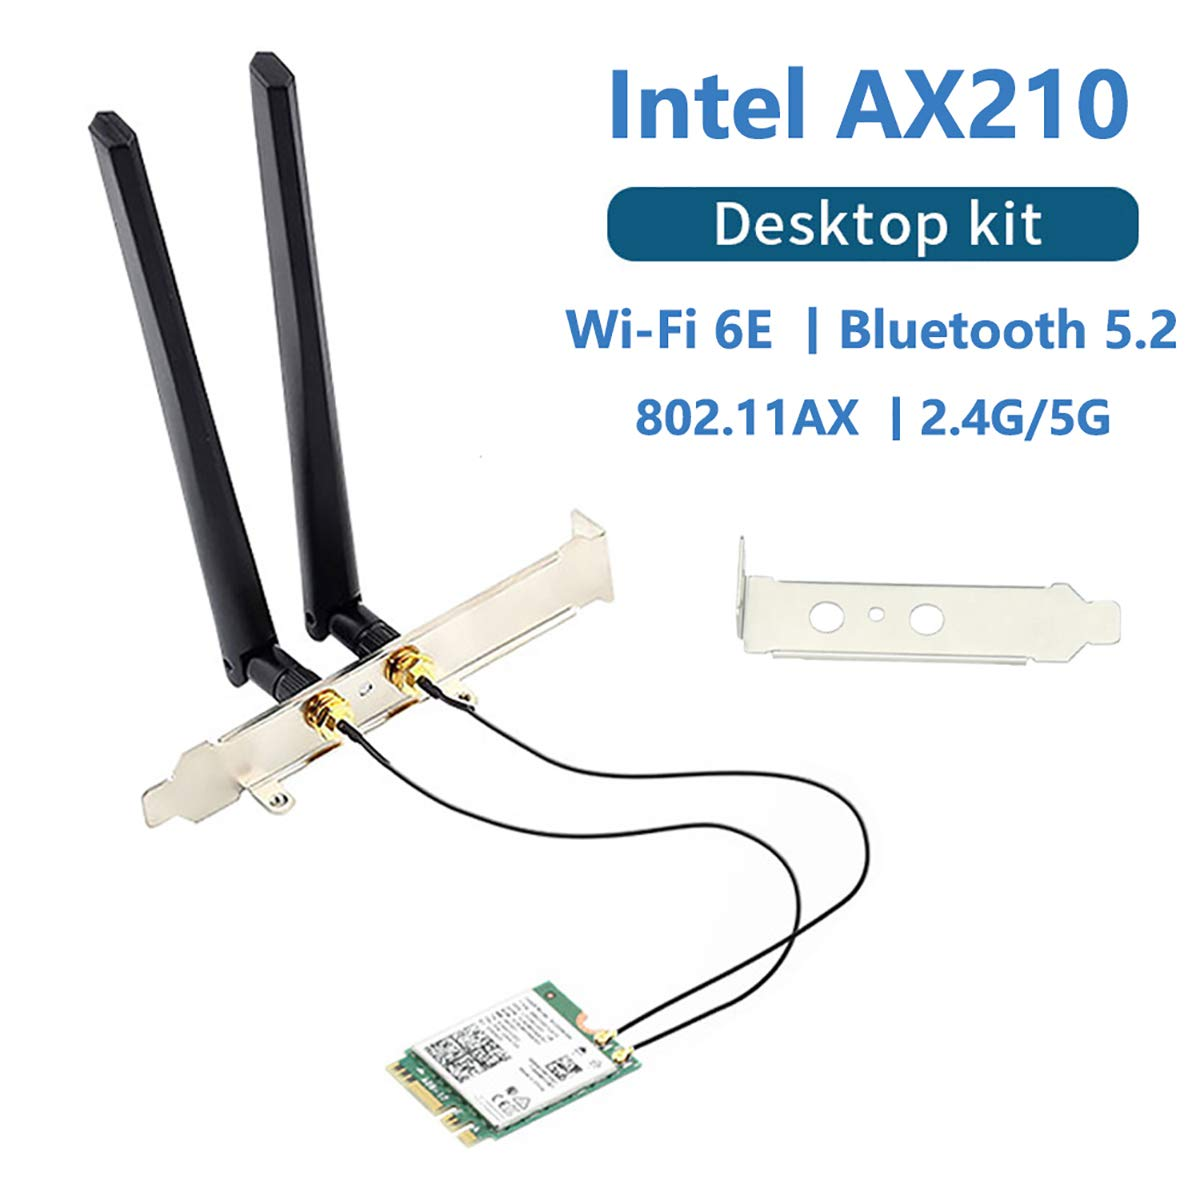 Intel AX210
Desktop kit
Wi-Fi 6E | Bluetooth 5.2
802.11AX | 2.4G/5G